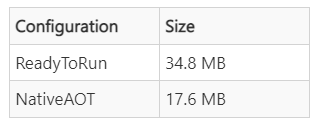 Configuration Size
ReadyToRun 34.8 MB
NativeAOT 17.6 MB